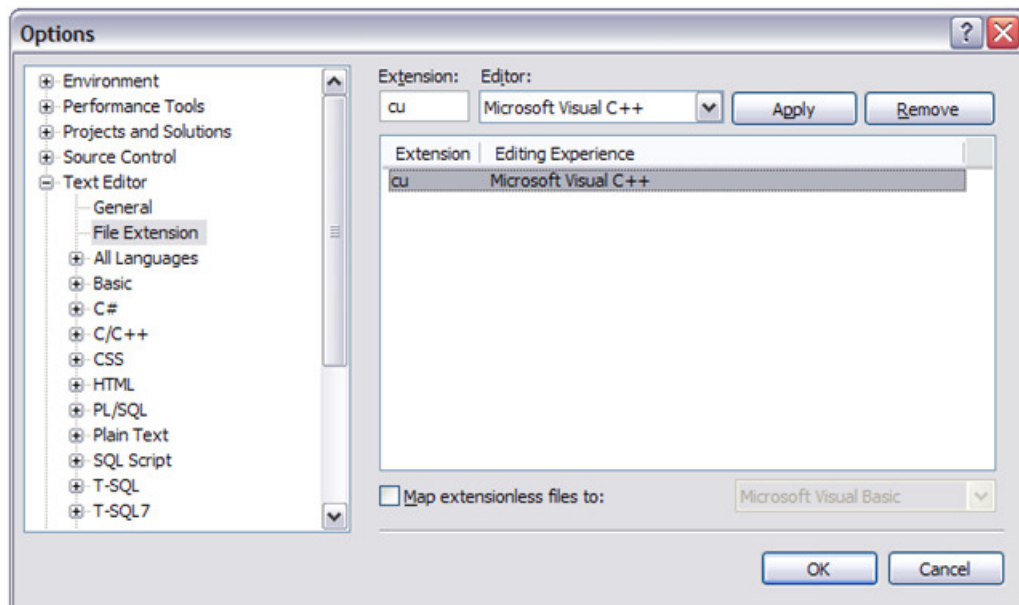 Options
Environment
Performance Tools
Projects and Solutions
Source Control
Text Editor
General
File Extension
All Languages
Basic
C#
C/C++
CSS
HTML
PL/SQL
Plain Text
SQL Script
T-SQL
T-SQL7
Extension: Editor:
cu Microsoft Visual C++ Apply Remove
Extension Editing Experience
cu Microsoft Visual C++
Map extensionless files to: Microsoft Visual Basic
OK Cancel